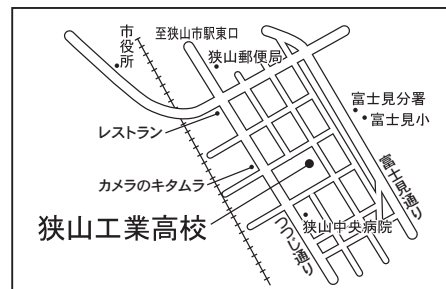 市役所
至狭山市駅東口
狭山郵便局
富士見分署
富士見小
レストラン
カメラのキタムラ
狭山工業高校
狭山中央病院
つつじ通り
富士見通り